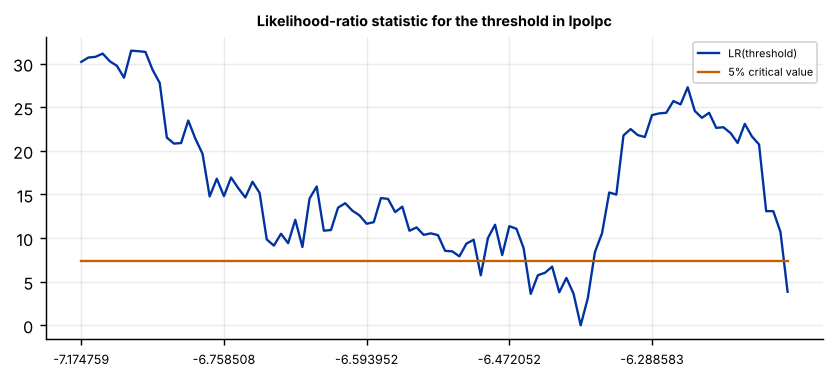 Likelihood-ratio statistic for the threshold in lpolpc
LR(threshold)
5% critical value
30
25
20
15
10
5
0
-7.174759 -6.758508 -6.593952 -6.472052 -6.288583